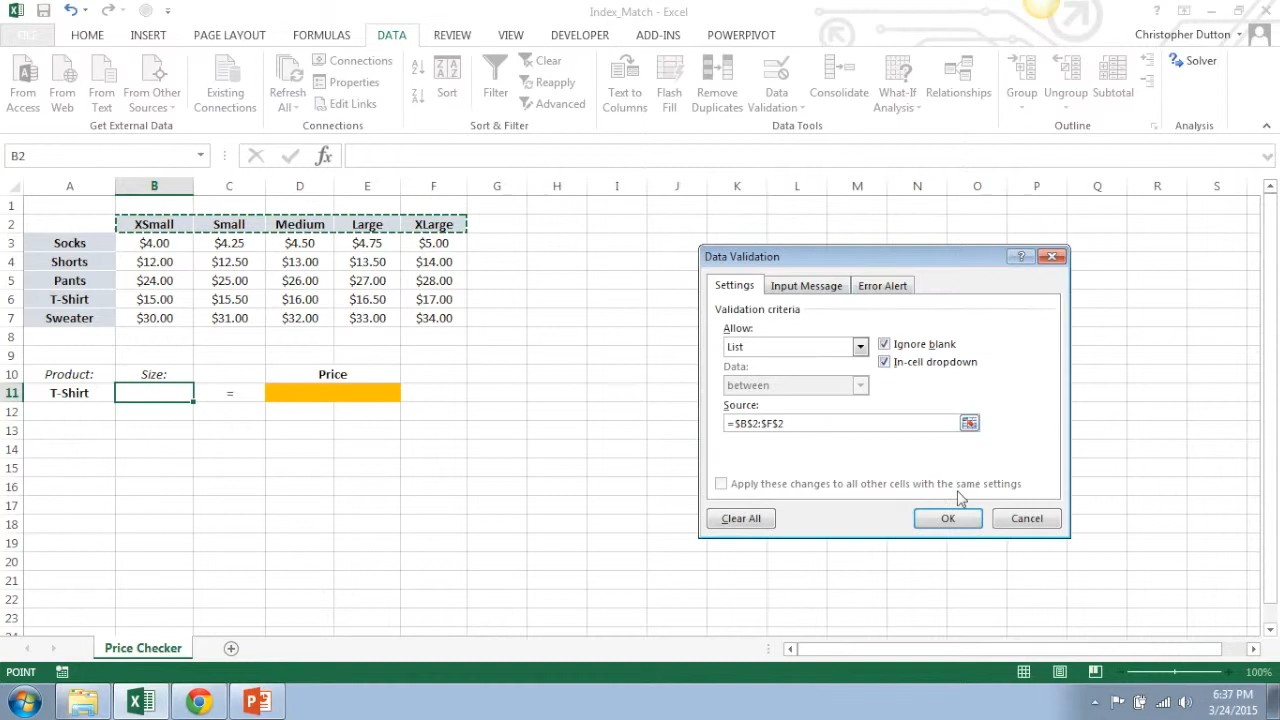 Index_Match - Excel
FILE HOME INSERT PAGE LAYOUT FORMULAS DATA REVIEW VIEW DEVELOPER ADD-INS POWERPIVOT Christopher Dutton
From Access From Web From Text From Other Sources Existing Connections Refresh All Connections Properties Edit Links Sort Filter Clear Reapply Advanced Text to Columns Flash Fill Remove Duplicates Data Validation Consolidate What-If Analysis Relationships Group Ungroup Subtotal Solver
Get External Data Connections Sort & Filter Data Tools Outline Analysis
B2 fx
A B C D E F G H I J K L M N O P Q R S
1
2 XSmall Small Medium Large XLarge
3 Socks $4.00 $4.25 $4.50 $4.75 $5.00
4 Shorts $12.00 $12.50 $13.00 $13.50 $14.00
5 Pants $24.00 $25.00 $26.00 $27.00 $28.00
6 T-Shirt $15.00 $15.50 $16.00 $16.50 $17.00
7 Sweater $30.00 $31.00 $32.00 $33.00 $34.00
8
9
10 Product: Size: Price
11 T-Shirt =
12
13
14
15
16
17
18
19
20
21
22
23
Data Validation
Settings Input Message Error Alert
Validation criteria
Allow:
List Ignore blank
In-cell dropdown
Data:
between
Source:
=$B$2:$F$2
Apply these changes to all other cells with the same settings
Clear All OK Cancel
Price Checker
POINT 100%
6:37 PM
3/24/2015